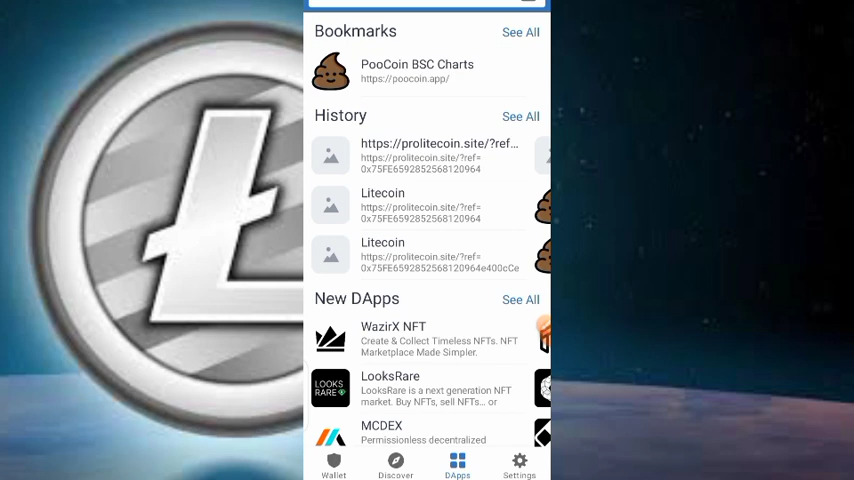 Bookmarks
See All
PooCoin BSC Charts
https://poocoin.app/
History
See All
https://prolitecoin.site/?ref...
https://prolitecoin.site/?ref=
0x75FE6592852568120964
Litecoin
https://prolitecoin.site/?ref=
0x75FE6592852568120964
Litecoin
https://prolitecoin.site/?ref=
0x75FE6592852568120964e400cCe
New DApps
See All
WazirX NFT
Create & Collect Timeless NFTs. NFT
Marketplace Made Simpler.
LOOKS
RARE
LooksRare
LooksRare is a next generation NFT
market. Buy NFTs, sell NFTs... or
MCDEX
Permissionless decentralized
Wallet
Discover
DApps
Settings